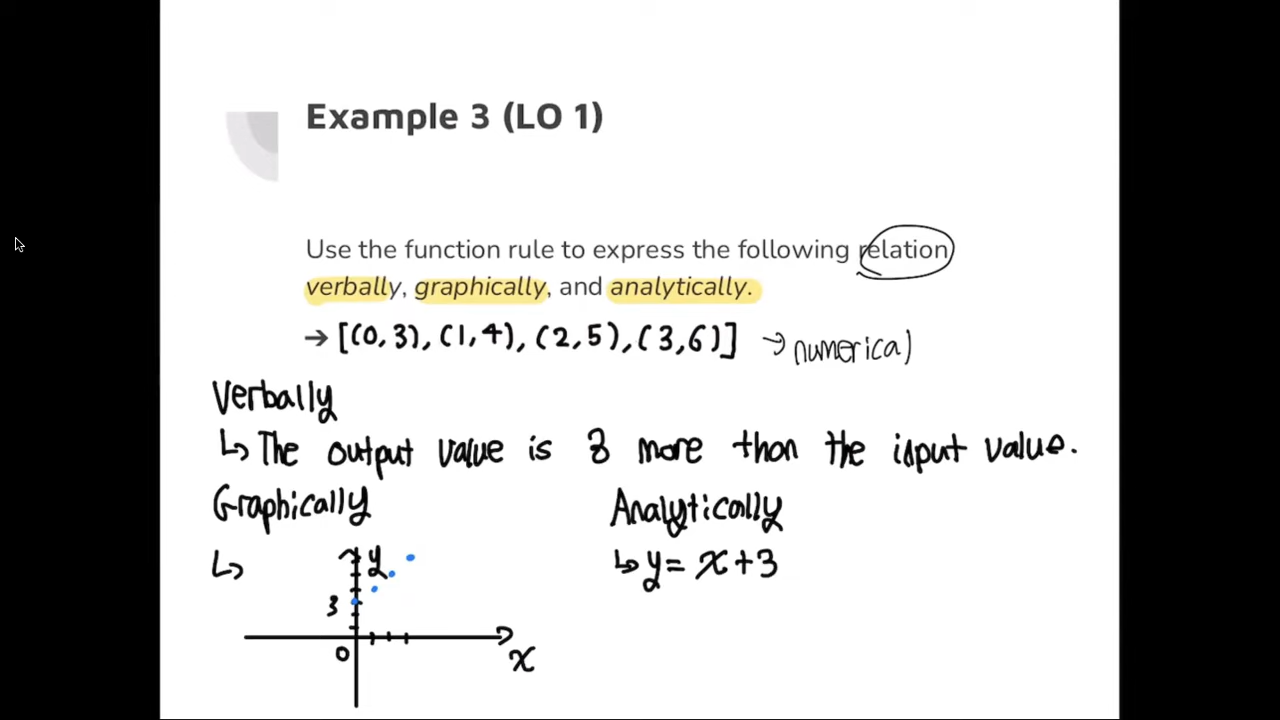 Example 3 (LO 1)
Use the function rule to express the following relation
verbally, graphically, and analytically.
→ [(0,3), (1,4), (2,5), (3,6)] → numerical
Verbally
↳ The output value is 3 more than the input value.
Graphically
Analytically
↳ y = x+3
↳
y
3
0
x